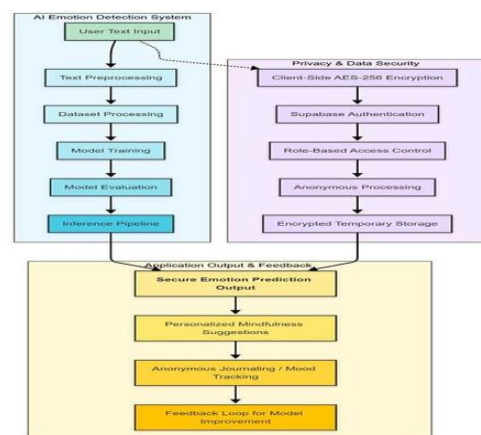 AI Emotion Detection System
User Text Input
Text Preprocessing
Dataset Processing
Model Training
Model Evaluation
Inference Pipeline
Privacy & Data Security
Client-Side AES-256 Encryption
Supabase Authentication
Role-Based Access Control
Anonymous Processing
Encrypted Temporary Storage
Application Output & Feedback
Secure Emotion Prediction
Output
Personalized Mindfulness
Suggestions
Anonymous Journaling / Mood
Tracking
Feedback Loop for Model
Improvement